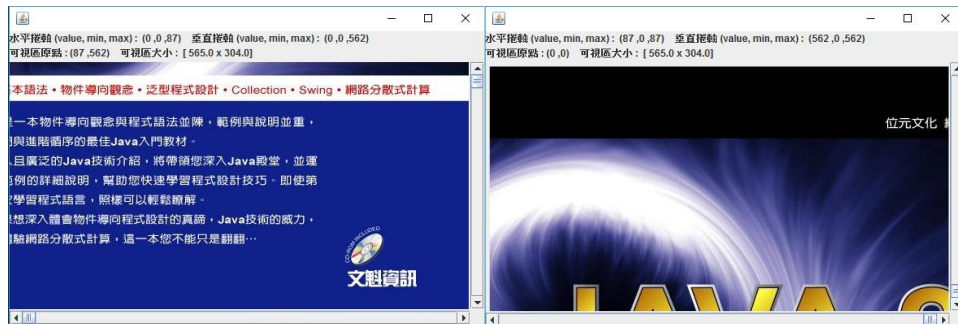 水平捲軸 (value, min, max) : (0 ,0 ,87) 垂直捲軸 (value, min, max) : (0 ,0 ,562)
可視區原點 : (87 ,562) 可視區大小 : [ 565.0 x 304.0]
本語法・物件導向觀念・泛型程式設計・Collection・Swing・網路分散式計算
一本物件導向觀念與程式語法並陳,範例與說明並重,
與進階循序的最佳Java入門教材。
且廣泛的Java技術介紹,將帶領您深入Java殿堂,並運
例的詳細說明,幫助您快速學習程式設計技巧。即使第
學習程式語言,照樣可以輕鬆瞭解。
想深入體會物件導向程式設計的真諦,Java技術的威力,
驗網路分散式計算,這一本您不能只是翻翻…
CD-ROM INCLUDED
文魁資訊
水平捲軸 (value, min, max) : (87 ,0 ,87) 垂直捲軸 (value, min, max) : (562 ,0 ,562)
可視區原點 : (0 ,0) 可視區大小 : [ 565.0 x 304.0]
位元文化
JAVA